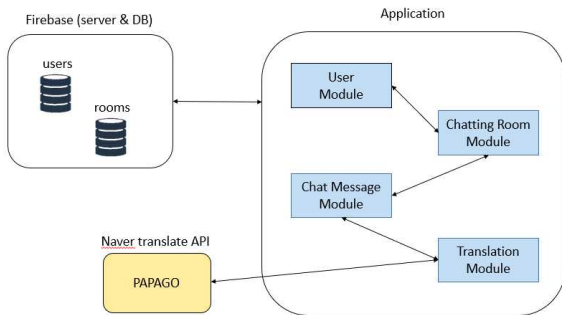 Firebase (server & DB)
users
rooms
Application
User
Module
Chatting Room
Module
Chat Message
Module
Translation
Module
Naver translate API
PAPAGO